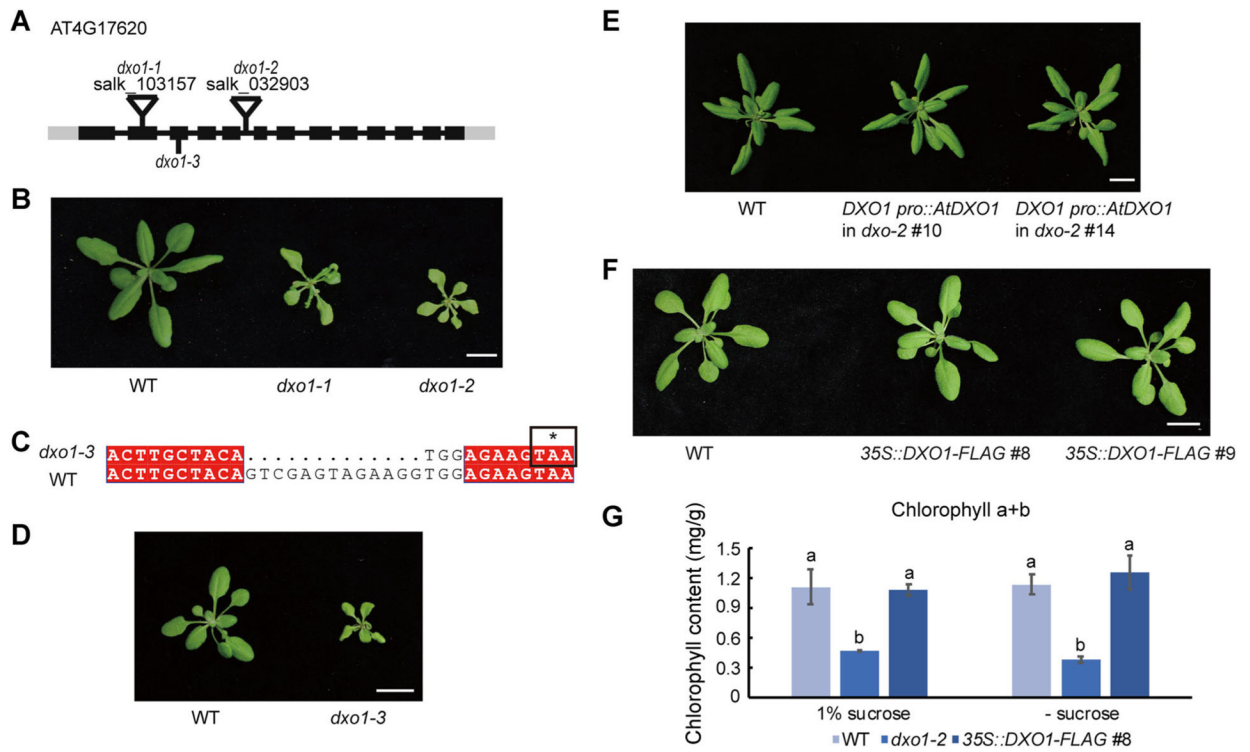 A
AT4G17620
dxo1-1
salk_103157
dxo1-2
salk_032903
dxo1-3
B
WT
dxo1-1
dxo1-2
C
*
dxo1-3 ACTTGCTACA.............TGGAGAAGTAA
WT ACTTGCTACAGTCGAGTAGAAGGTGGAGAAGTAA
D
WT
dxo1-3
E
WT
DXO1 pro::AtDXO1
in dxo-2 #10
DXO1 pro::AtDXO1
in dxo-2 #14
F
WT
35S::DXO1-FLAG #8
35S::DXO1-FLAG #9
G
Chlorophyll a+b
Chlorophyll content (mg/g)
1.5
1.2
0.9
0.6
0.3
0
a
b
a
a
b
a
1% sucrose
- sucrose
WT dxo1-2 35S::DXO1-FLAG #8